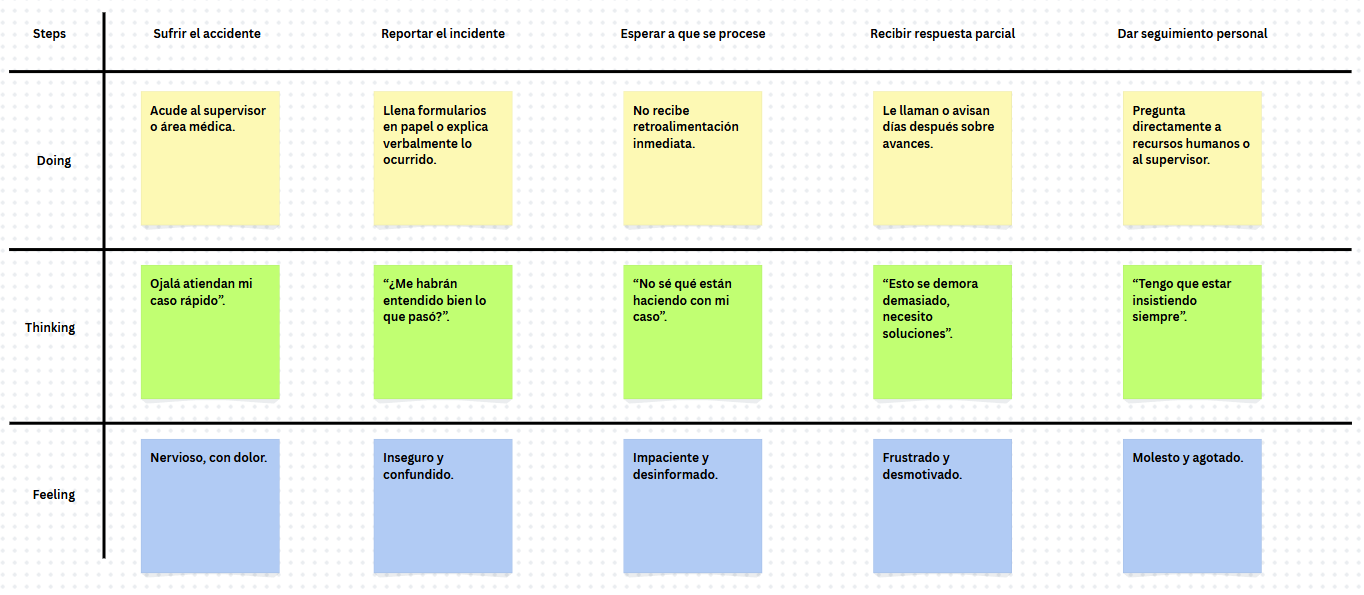 Steps
Sufrir el accidente
Reportar el incidente
Esperar a que se procese
Recibir respuesta parcial
Dar seguimiento personal
Doing
Acude al supervisor
o área médica.
Llena formularios
en papel o explica
verbalmente lo
ocurrido.
No recibe
retroalimentación
inmediata.
Le llaman o avisan
días después sobre
avances.
Pregunta
directamente a
recursos humanos o
al supervisor.
Thinking
Ojalá atiendan mi
caso rápido”.
“¿Me habrán
entendido bien lo
que pasó?”.
“No sé qué están
haciendo con mi
caso”.
“Esto se demora
demasiado,
necesito
soluciones”.
“Tengo que estar
insistiendo
siempre”.
Feeling
Nervioso, con dolor.
Inseguro y
confundido.
Impaciente y
desinformado.
Frustrado y
desmotivado.
Molesto y agotado.